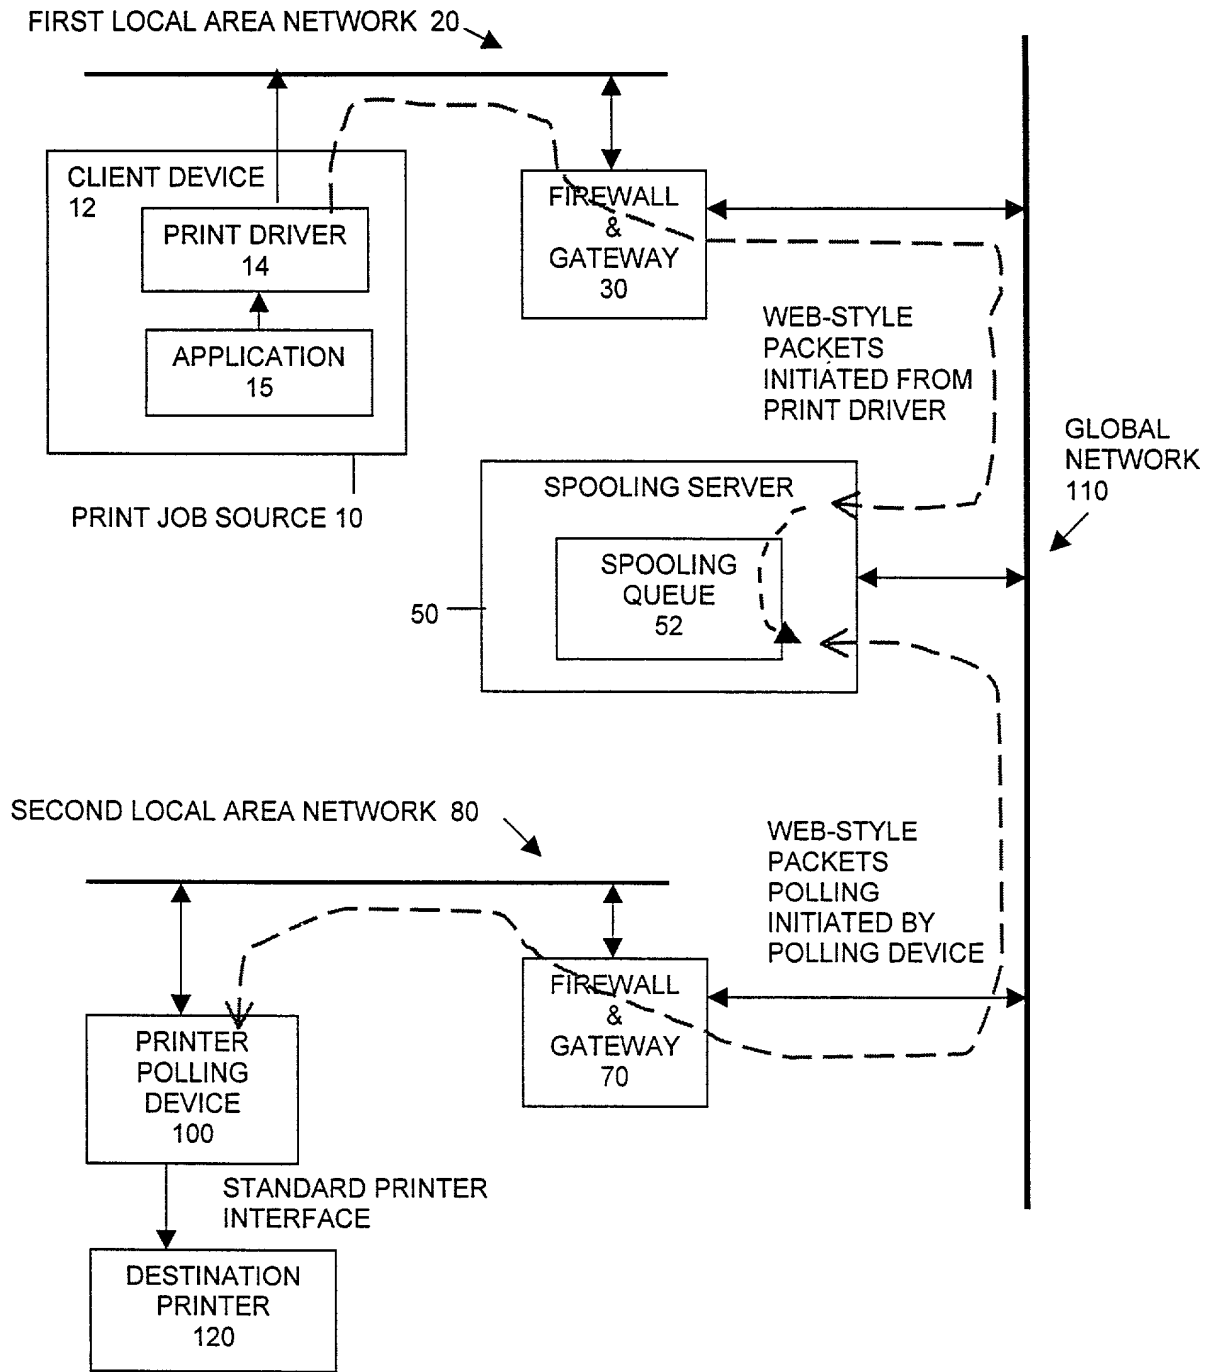 FIRST LOCAL AREA NETWORK 20
CLIENT DEVICE
12
PRINT DRIVER
14
APPLICATION
15
PRINT JOB SOURCE 10
FIREWALL
&
GATEWAY
30
WEB-STYLE
PACKETS
INITIATED FROM
PRINT DRIVER
GLOBAL
NETWORK
110
SPOOLING SERVER
SPOOLING
QUEUE
52
50
SECOND LOCAL AREA NETWORK 80
WEB-STYLE
PACKETS
POLLING
INITIATED BY
POLLING DEVICE
FIREWALL
&
GATEWAY
70
PRINTER
POLLING
DEVICE
100
STANDARD PRINTER
INTERFACE
DESTINATION
PRINTER
120